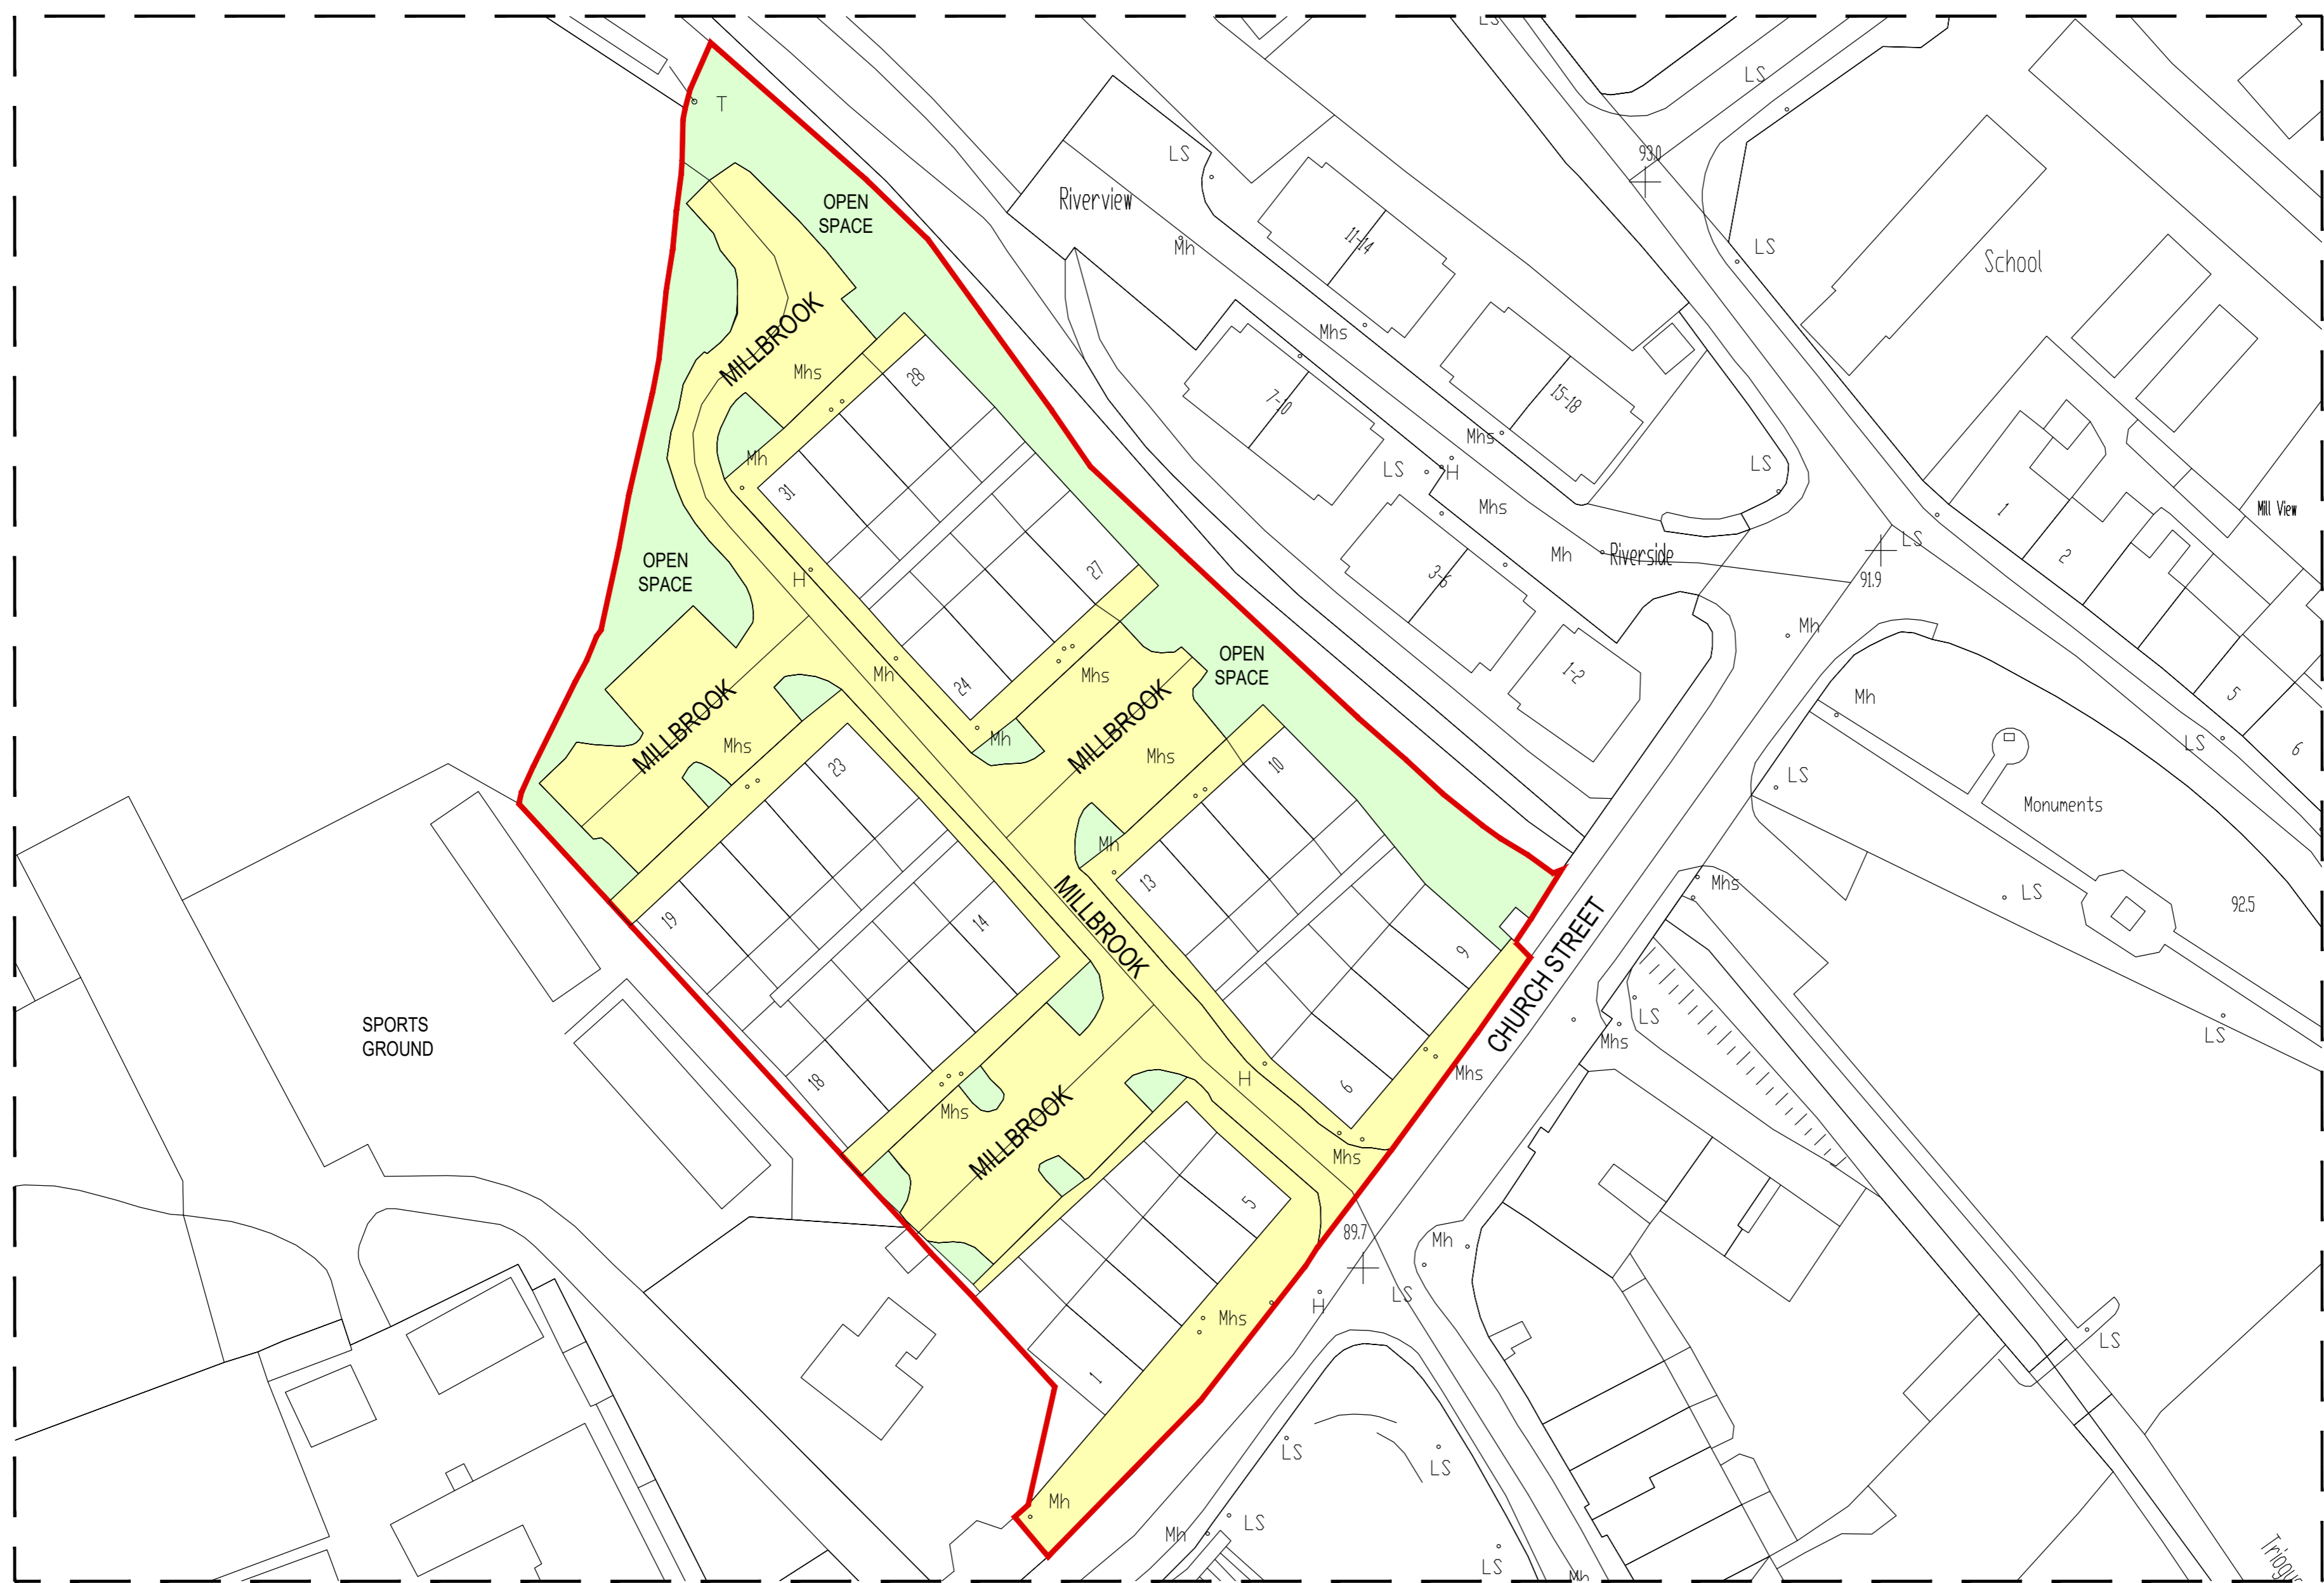 LS
T
LS
93.0
LS
OPEN
SPACE
Riverview
Mh
11-14
LS
School
MILLBROOK
Mhs
Mhs
28
7-10
15-18
Mhs
LS
H
LS
Mh
31
Mhs
1
Mill View
OPEN
SPACE
H
27
Mh
Riverside
LS
2
3-6
91.9
Mh
OPEN
SPACE
Mh
24
Mhs
1-2
Mh
5
MILLBROOK
Mhs
MILLBROOK
Mh
Mhs
LS
6
23
10
LS
Monuments
Mh
13
Mhs
LS
92.5
19
14
MILLBROOK
9
CHURCH STREET
SPORTS
GROUND
LS
LS
Mhs
18
Mhs
MILLBROOK
H
6
Mhs
Mhs
5
89.7
Mh
H
LS
Mhs
LS
1
LS
LS
Mh
Mh
LS
LS
Mh